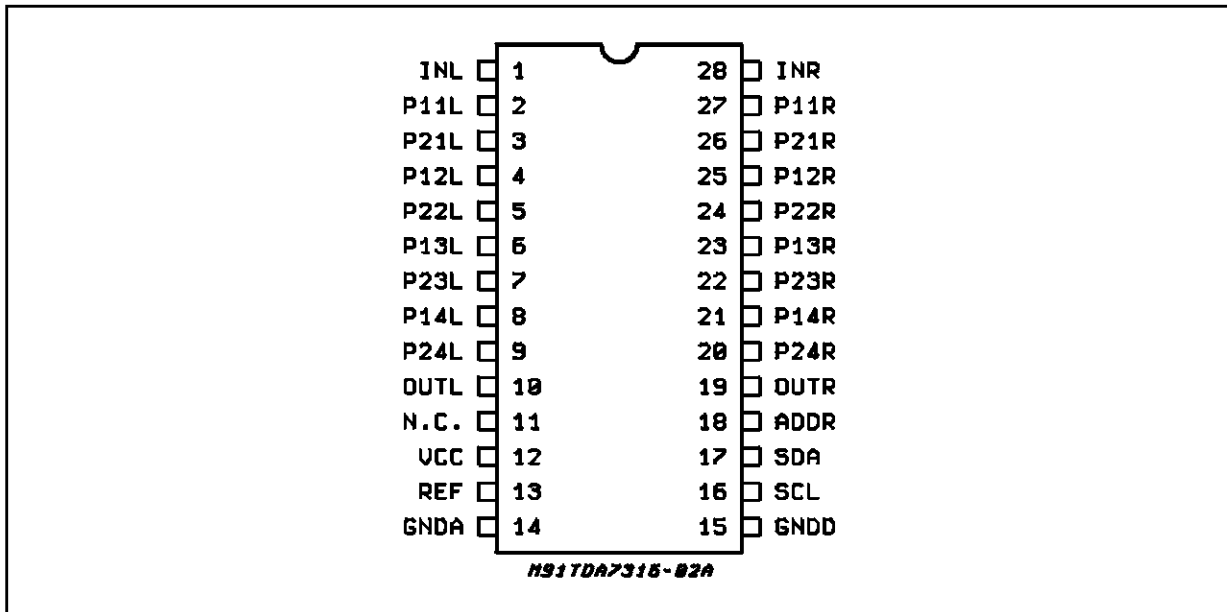 INL 1 28 INR
P11L 2 27 P11R
P21L 3 26 P21R
P12L 4 25 P12R
P22L 5 24 P22R
P13L 6 23 P13R
P23L 7 22 P23R
P14L 8 21 P14R
P24L 9 20 P24R
OUTL 10 19 OUTR
N.C. 11 18 ADDR
VCC 12 17 SDA
REF 13 16 SCL
GNDA 14 15 GNDD
M91TDA7316-02A